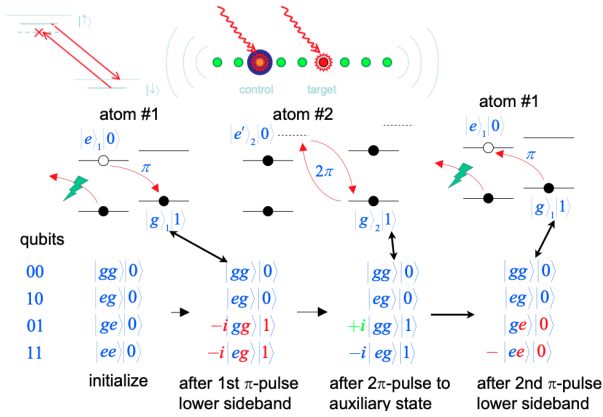 |↑⟩
|↓⟩
control target
atom #1
atom #2
atom #1
|e⟩₁|0⟩
π
|g⟩₁|1⟩
e′⟩₂|0⟩
2π
|g⟩₂|1⟩
|e⟩₁|0⟩
π
|g⟩₁|1⟩
qubits
00 |gg⟩|0⟩ |gg⟩|0⟩ |gg⟩|0⟩ |gg⟩|0⟩
10 |eg⟩|0⟩ |eg⟩|0⟩ |eg⟩|0⟩ |eg⟩|0⟩
01 |ge⟩|0⟩ -i|gg⟩|1⟩ +i|gg⟩|1⟩ |ge⟩|0⟩
11 |ee⟩|0⟩ -i|eg⟩|1⟩ -i|eg⟩|1⟩ -|ee⟩|0⟩
initialize
after 1st π-pulse
lower sideband
after 2π-pulse to
auxiliary state
after 2nd π-pulse
lower sideband